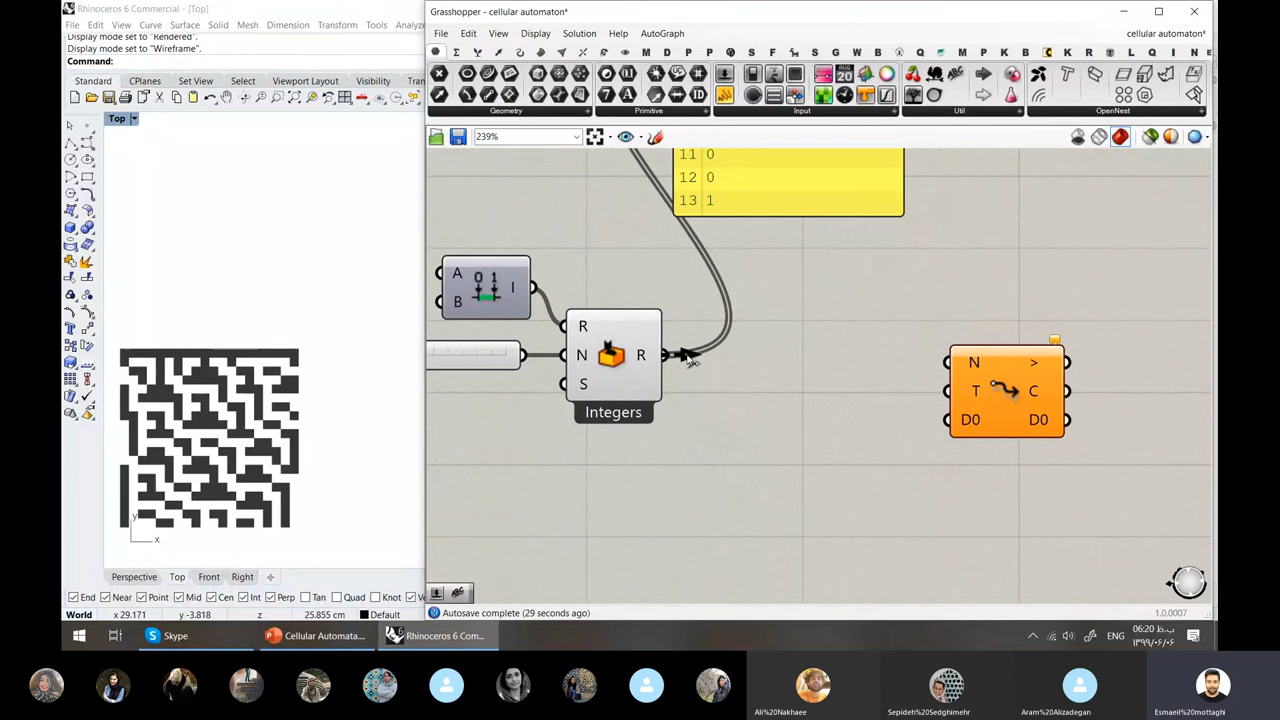 Rhinoceros 6 Commercial - [Top]
File Edit View Curve Surface Solid Mesh Dimension Transform Tools Analyze
Display mode set to "Rendered".
Display mode set to "Wireframe".
Command:
Standard CPlanes Set View Select Viewport Layout Visibility
Top
y
x
Perspective Top Front Right
End Near Point Mid Cen Int Perp Tan Quad Knot
World x 29.171 y -3.818 z 25.855 cm Default
Grasshopper - cellular automaton*
File Edit View Display Solution Help AutoGraph
cellular automaton*
Geometry Primitive Input Util OpenNest
239%
11 0
12 0
13 1
A 0 1 I
B
R
N R
S
Integers
N >
T C
D0 D0
Autosave complete (29 seconds ago)
1.0.0007
Skype Cellular Automata... Rhinoceros 6 Com...
ENG
06:20 ب.ظ
۱۳۹۹/۰۶/۰۶
Ali%20Nakhaee Sepideh%20Sedghimehr Aram%20Alizadegan Esmaeil%20mottaghi